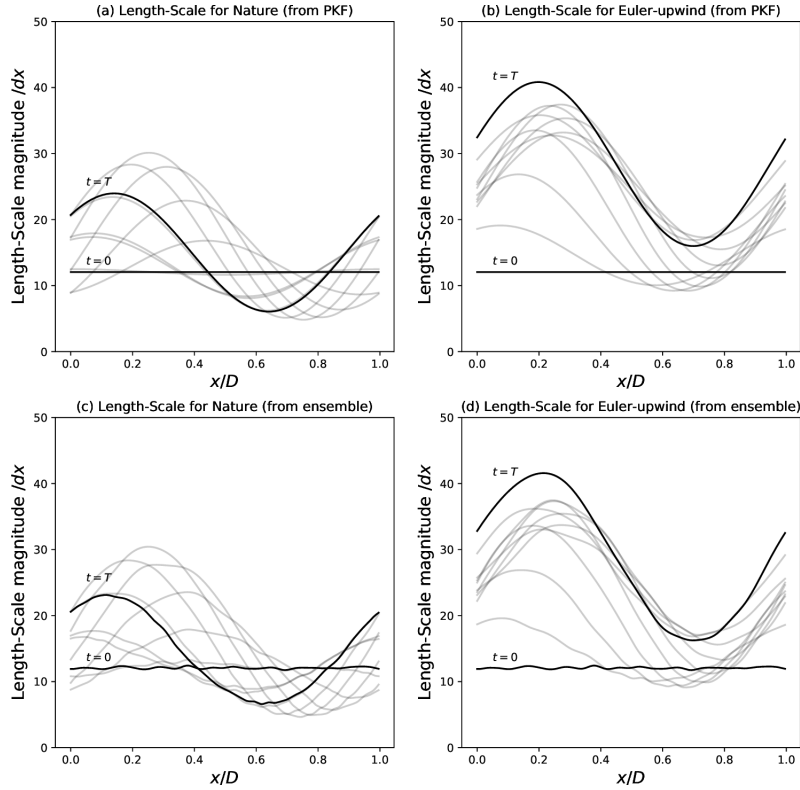 (a) Length-Scale for Nature (from PKF)
Length-Scale magnitude /dx
50
40
30
20
10
0
t = T
t = 0
0.0 0.2 0.4 0.6 0.8 1.0
x/D
(b) Length-Scale for Euler-upwind (from PKF)
Length-Scale magnitude /dx
50
40
30
20
10
0
t = T
t = 0
0.0 0.2 0.4 0.6 0.8 1.0
x/D
(c) Length-Scale for Nature (from ensemble)
Length-Scale magnitude /dx
50
40
30
20
10
0
t = T
t = 0
0.0 0.2 0.4 0.6 0.8 1.0
x/D
(d) Length-Scale for Euler-upwind (from ensemble)
Length-Scale magnitude /dx
50
40
30
20
10
0
t = T
t = 0
0.0 0.2 0.4 0.6 0.8 1.0
x/D